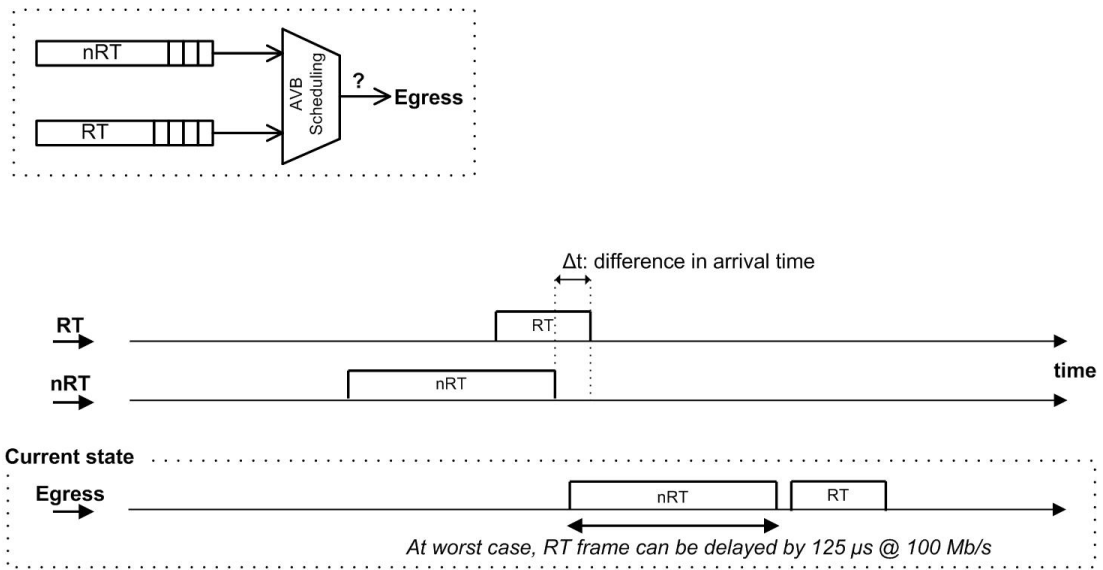 nRT
RT
AVB
Scheduling
?
Egress
Δt: difference in arrival time
RT
RT
time
nRT
nRT
Current state
Egress
nRT
RT
At worst case, RT frame can be delayed by 125 µs @ 100 Mb/s